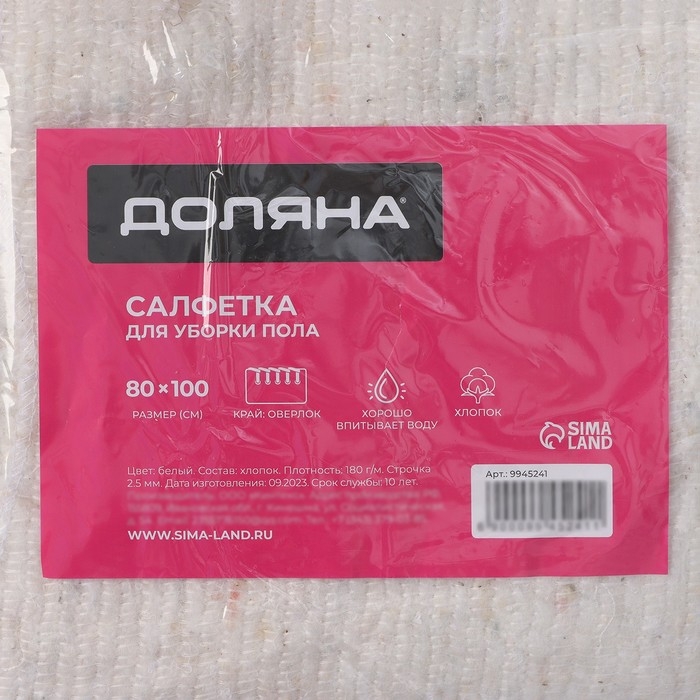 ДОЛЯНА®
САЛФЕТКА
ДЛЯ УБОРКИ ПОЛА
80×100
РАЗМЕР (СМ)
КРАЙ: ОВЕРЛОК
ХОРОШО
ВПИТЫВАЕТ ВОДУ
ХЛОПОК
SIMA
LAND
Цвет: белый. Состав: хлопок. Плотность: 180 г/м. Строчка
2.5 мм. Дата изготовления: 09.2023. Срок службы: 10 лет.
WWW.SIMA-LAND.RU
Арт.: 9945241